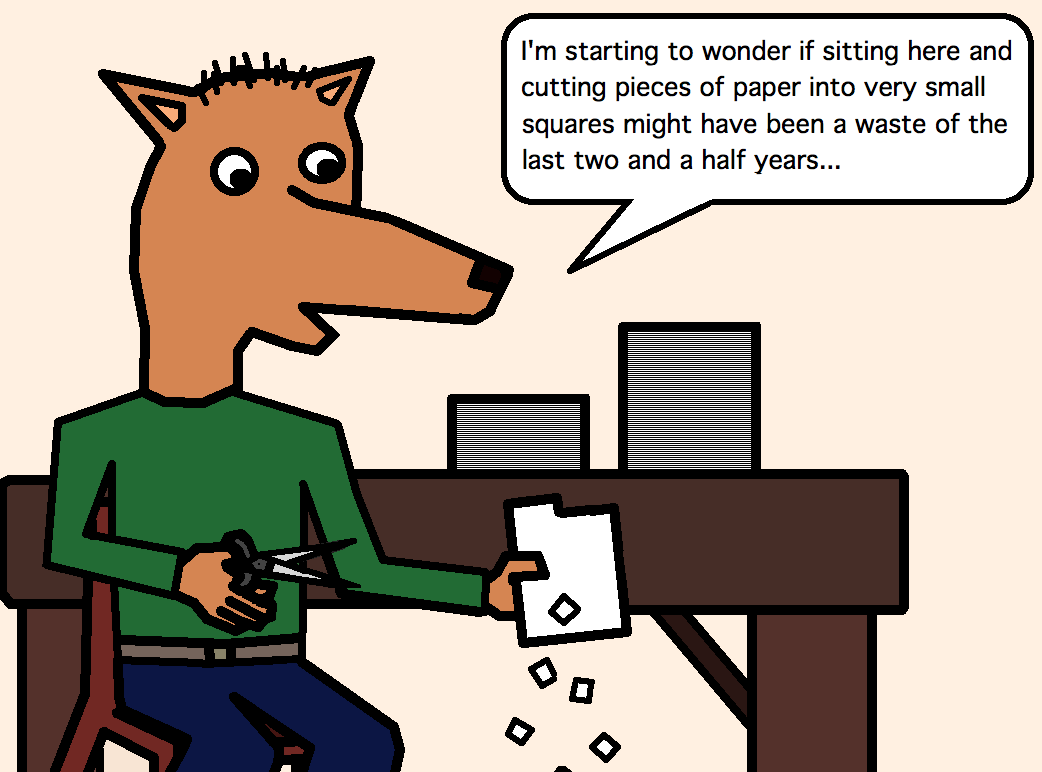 I'm starting to wonder if sitting here and
cutting pieces of paper into very small
squares might have been a waste of the
last two and a half years...